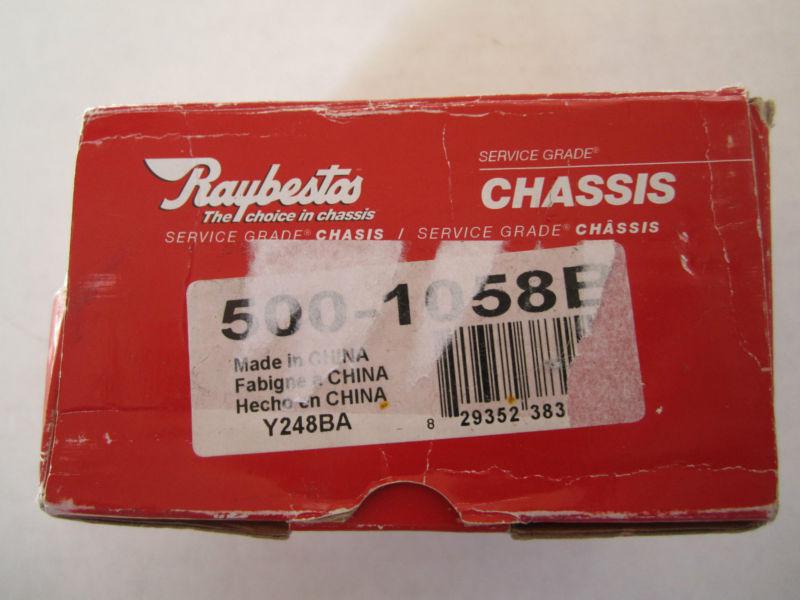 Raybestos
The choice in chassis
SERVICE GRADE®
CHASSIS
SERVICE GRADE® CHASIS / SERVICE GRADE® CHÂSSIS
500-1058B
Made in CHINA
Fabigne a CHINA
Hecho en CHINA
Y248BA
8 29352 383